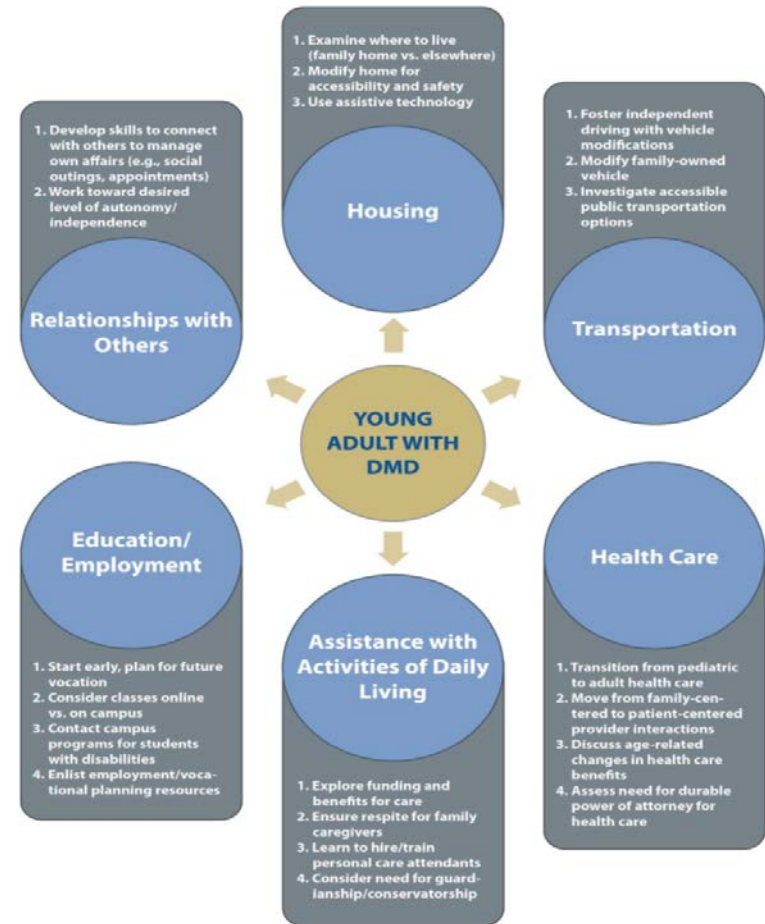 1. Examine where to live
(family home vs. elsewhere)
2. Modify home for
accessibility and safety
3. Use assistive technology
Housing
1. Develop skills to connect
with others to manage
own affairs (e.g., social
outings, appointments)
2. Work toward desired
level of autonomy/
independence
Relationships with
Others
1. Foster independent
driving with vehicle
modifications
2. Modify family-owned
vehicle
3. Investigate accessible
public transportation
options
Transportation
YOUNG
ADULT WITH
DMD
Education/
Employment
1. Start early, plan for future
vocation
2. Consider classes online
vs. on campus
3. Contact campus
programs for students
with disabilities
4. Enlist employment/voca-
tional planning resources
Assistance with
Activities of Daily
Living
1. Explore funding and
benefits for care
2. Ensure respite for family
caregivers
3. Learn to hire/train
personal care attendants
4. Consider need for guard-
ianship/conservatorship
Health Care
1. Transition from pediatric
to adult health care
2. Move from family-cen-
tered to patient-centered
provider interactions
3. Discuss age-related
changes in health care
benefits
4. Assess need for durable
power of attorney for
health care